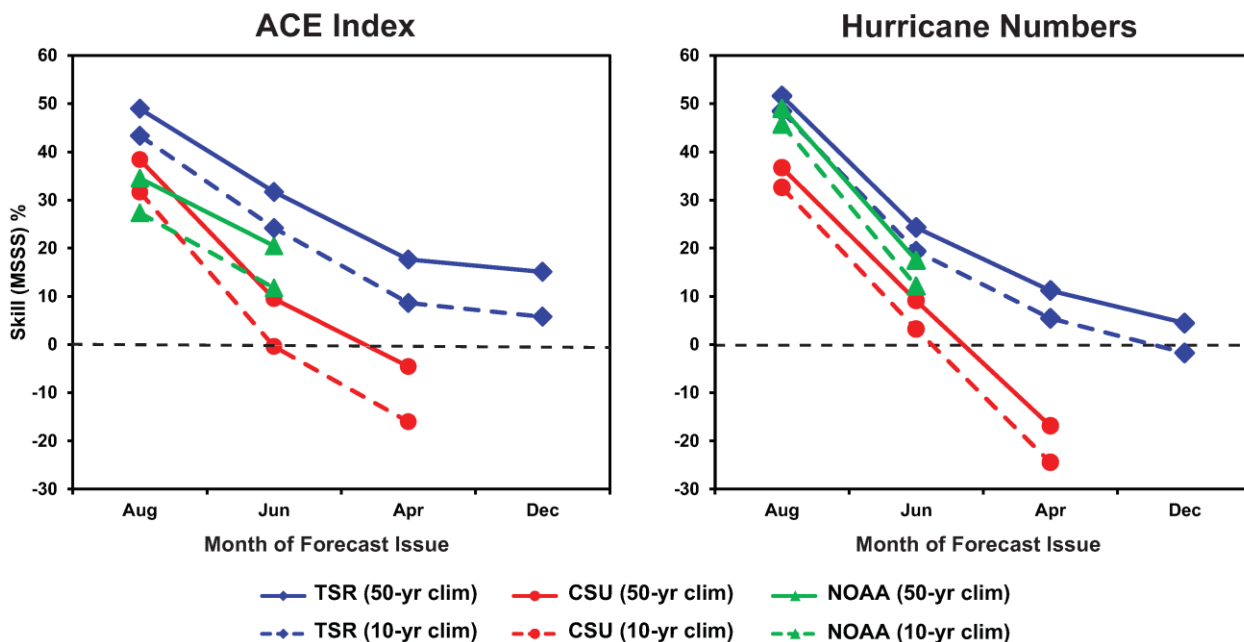 ACE Index
Skill (MSSS) %
60
50
40
30
20
10
0
-10
-20
-30
Aug Jun Apr Dec
Month of Forecast Issue
Hurricane Numbers
60
50
40
30
20
10
0
-10
-20
-30
Aug Jun Apr Dec
Month of Forecast Issue
TSR (50-yr clim) CSU (50-yr clim) NOAA (50-yr clim)
TSR (10-yr clim) CSU (10-yr clim) NOAA (10-yr clim)